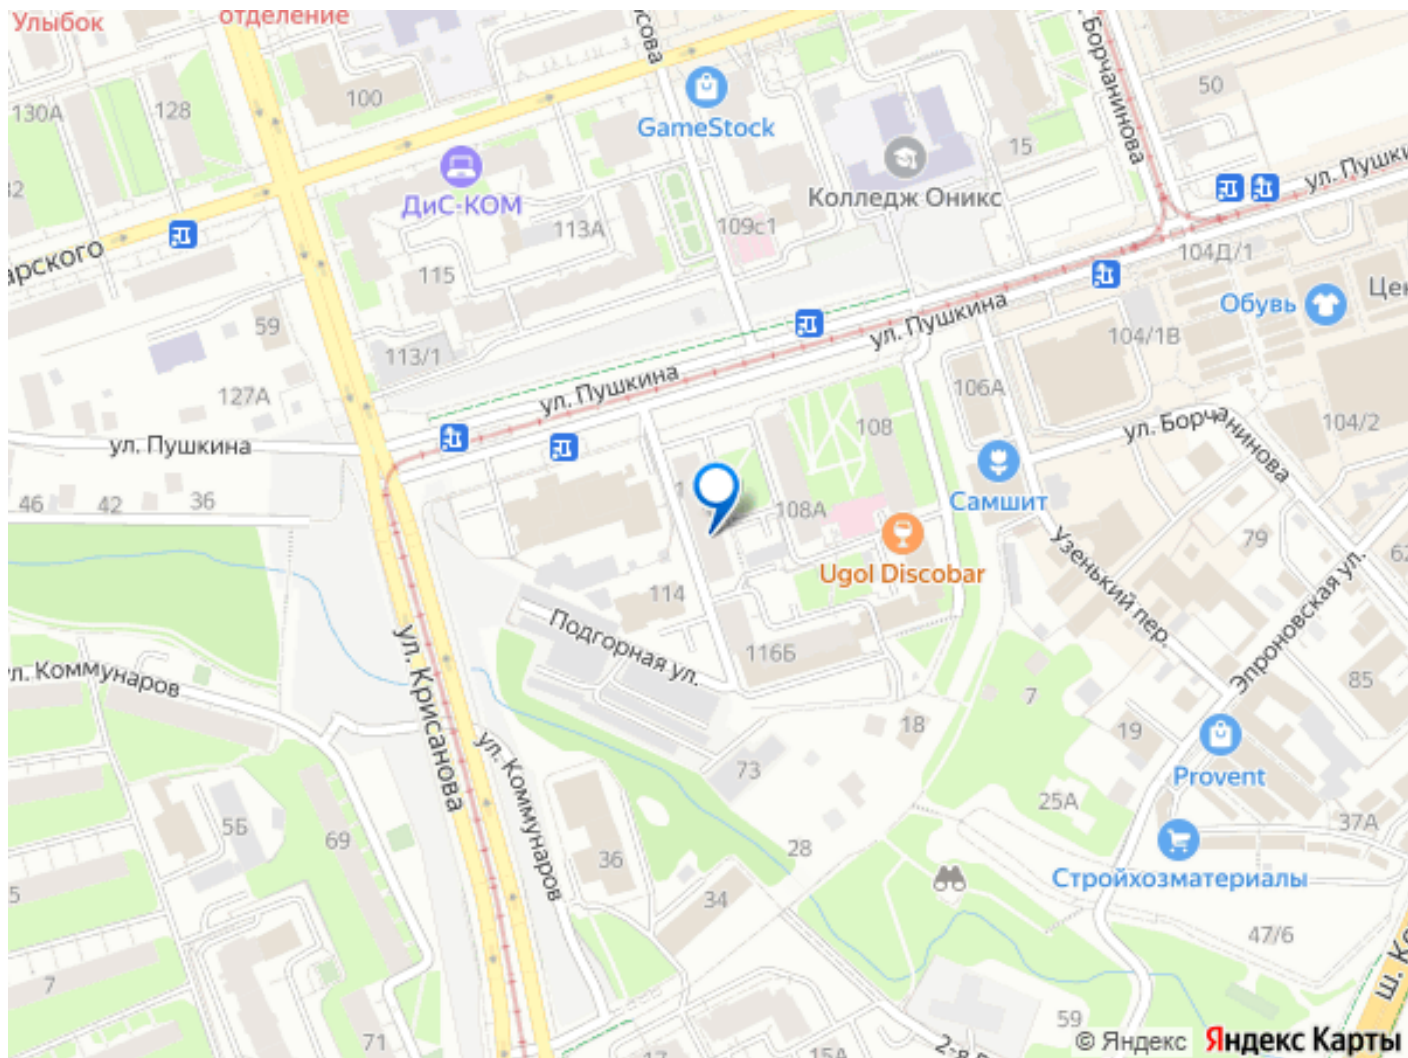 Улыбок
отделение
130А
128
100
GameStock
50
ул. Борчанинова
15
ДиС-КОМ
Колледж Оникс
ул. Пушки
113А
109с1
115
104Д/1
Обувь
59
113/1
ул. Пушкина
104/1В
127А
ул. Пушкина
106А
104/2
ул. Пушкина
108
ул. Борчанинова
46
42
36
108А
Самшит
79
Ugol Discobar
114
Узенький пер.
Эпроновская ул.
Подгорная ул.
116Б
ул. Крисанова
7
85
18
19
ул. Коммунаров
73
Provent
25А
5Б
69
36
28
37А
Стройхозматериалы
34
47/6
7
71
59
17
15А
© Яндекс
Яндекс Карты